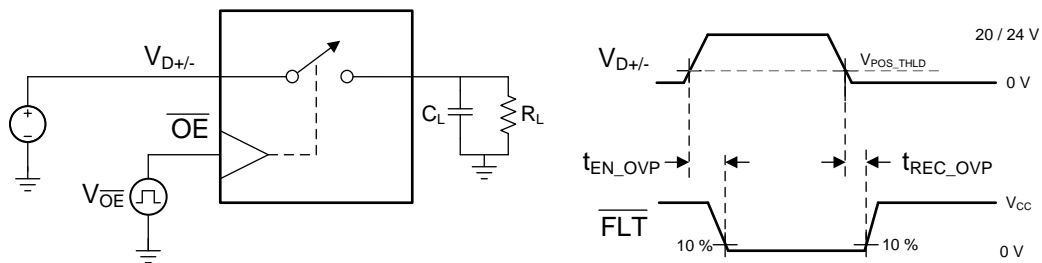 V_D+/-
OE
V_OE
C_L
R_L
V_D+/-
20 / 24 V
V_POS_THLD
0 V
t_EN_OVP
t_REC_OVP
FLT
V_CC
10 %
10 %
0 V